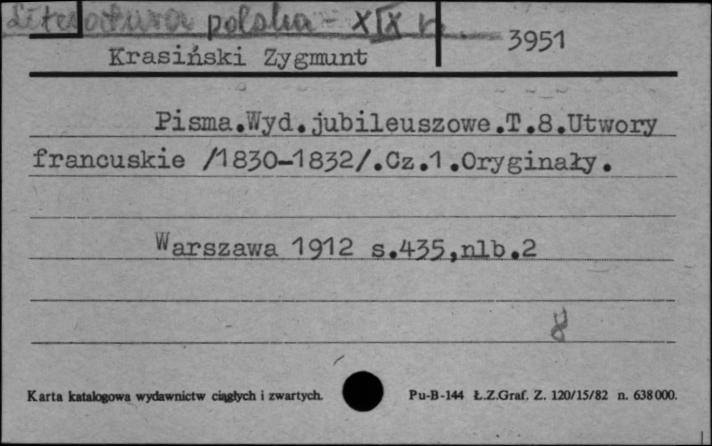 Literatura polska - XIX w.
3951
Krasiński Zygmunt
Pisma.Wyd.jubileuszowe.T.8.Utwory
francuskie /1830-1832/.Cz.1.Oryginały.
Warszawa 1912 s.435,nlb.2
8
Karta katalogowa wydawnictw ciągłych i zwartych. Pu-B-144 Ł.Z.Graf. Z. 120/15/82 n. 638000.